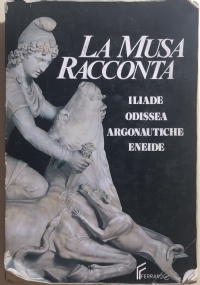 LA MUSA
RACCONTA
ILIADE
ODISSEA
ARGONAUTICHE
ENEIDE
FERRARO